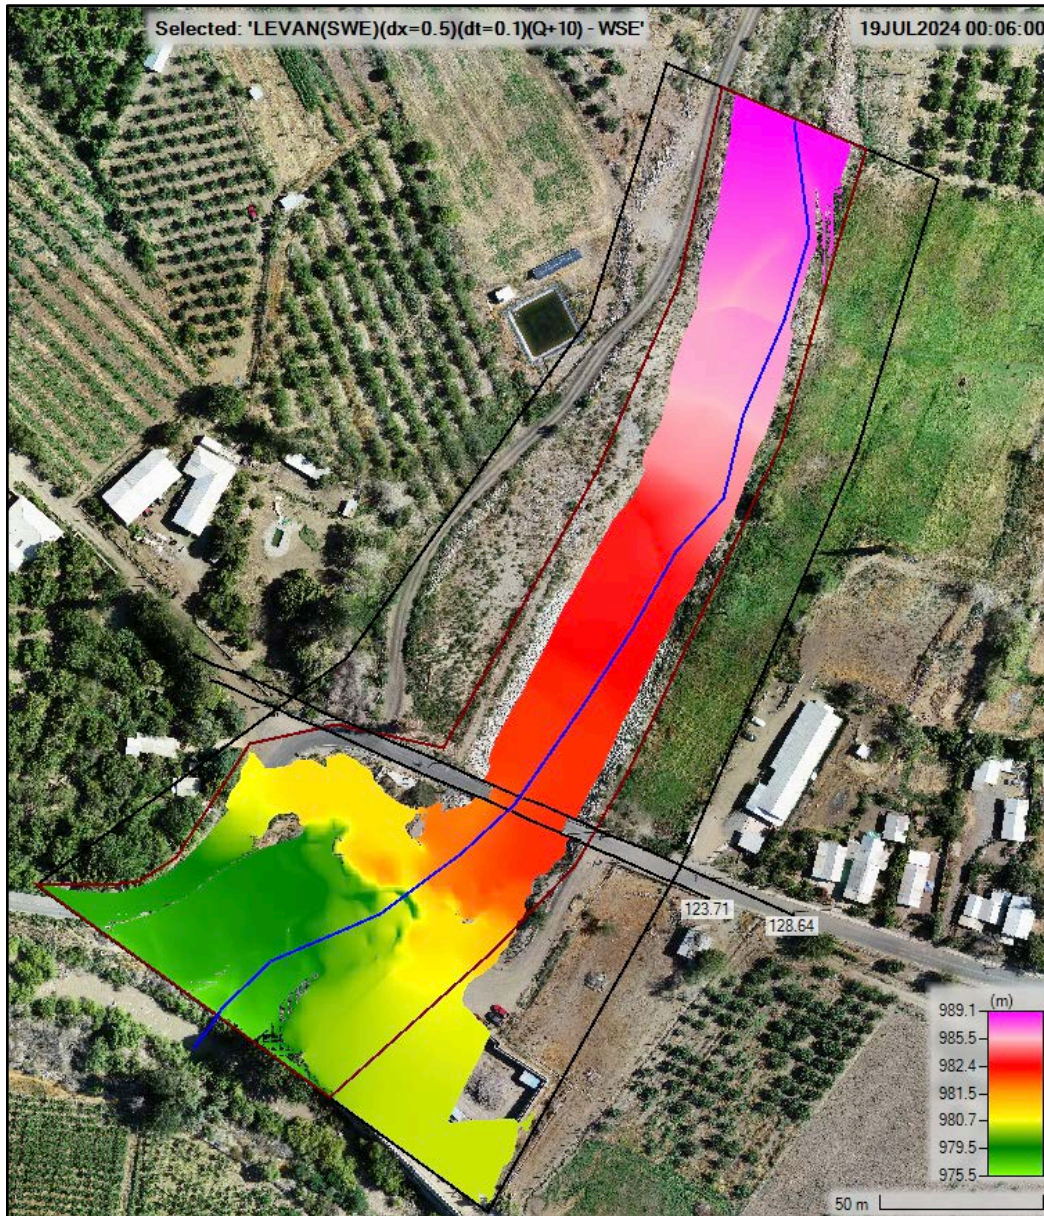 Selected: 'LEVAN(SWE)(dx=0.5)(dt=0.1)(Q+10) - WSE'
19JUL2024 00:06:00
123.71
128.64
(m)
989.1
985.5
982.4
981.5
980.7
979.5
975.5
50 m